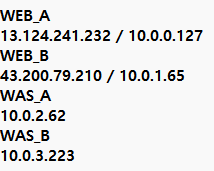 WEB_A
13.124.241.232 / 10.0.0.127
WEB_B
43.200.79.210 / 10.0.1.65
WAS_A
10.0.2.62
WAS_B
10.0.3.223